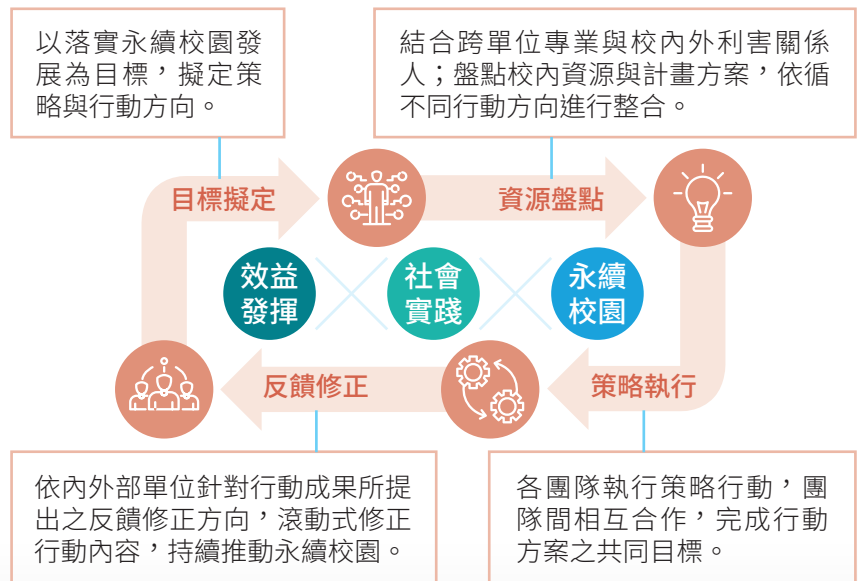 以落實永續校園發
展為目標，擬定策
略與行動方向。
結合跨單位專業與校內外利害關係
人；盤點校內資源與計畫方案，依循
不同行動方向進行整合。
目標擬定
資源盤點
效益
發揮
社會
實踐
永續
校園
反饋修正
策略執行
依內外部單位針對行動成果所提
出之反饋修正方向，滾動式修正
行動內容，持續推動永續校園。
各團隊執行策略行動，團
隊間相互合作，完成行動
方案之共同目標。